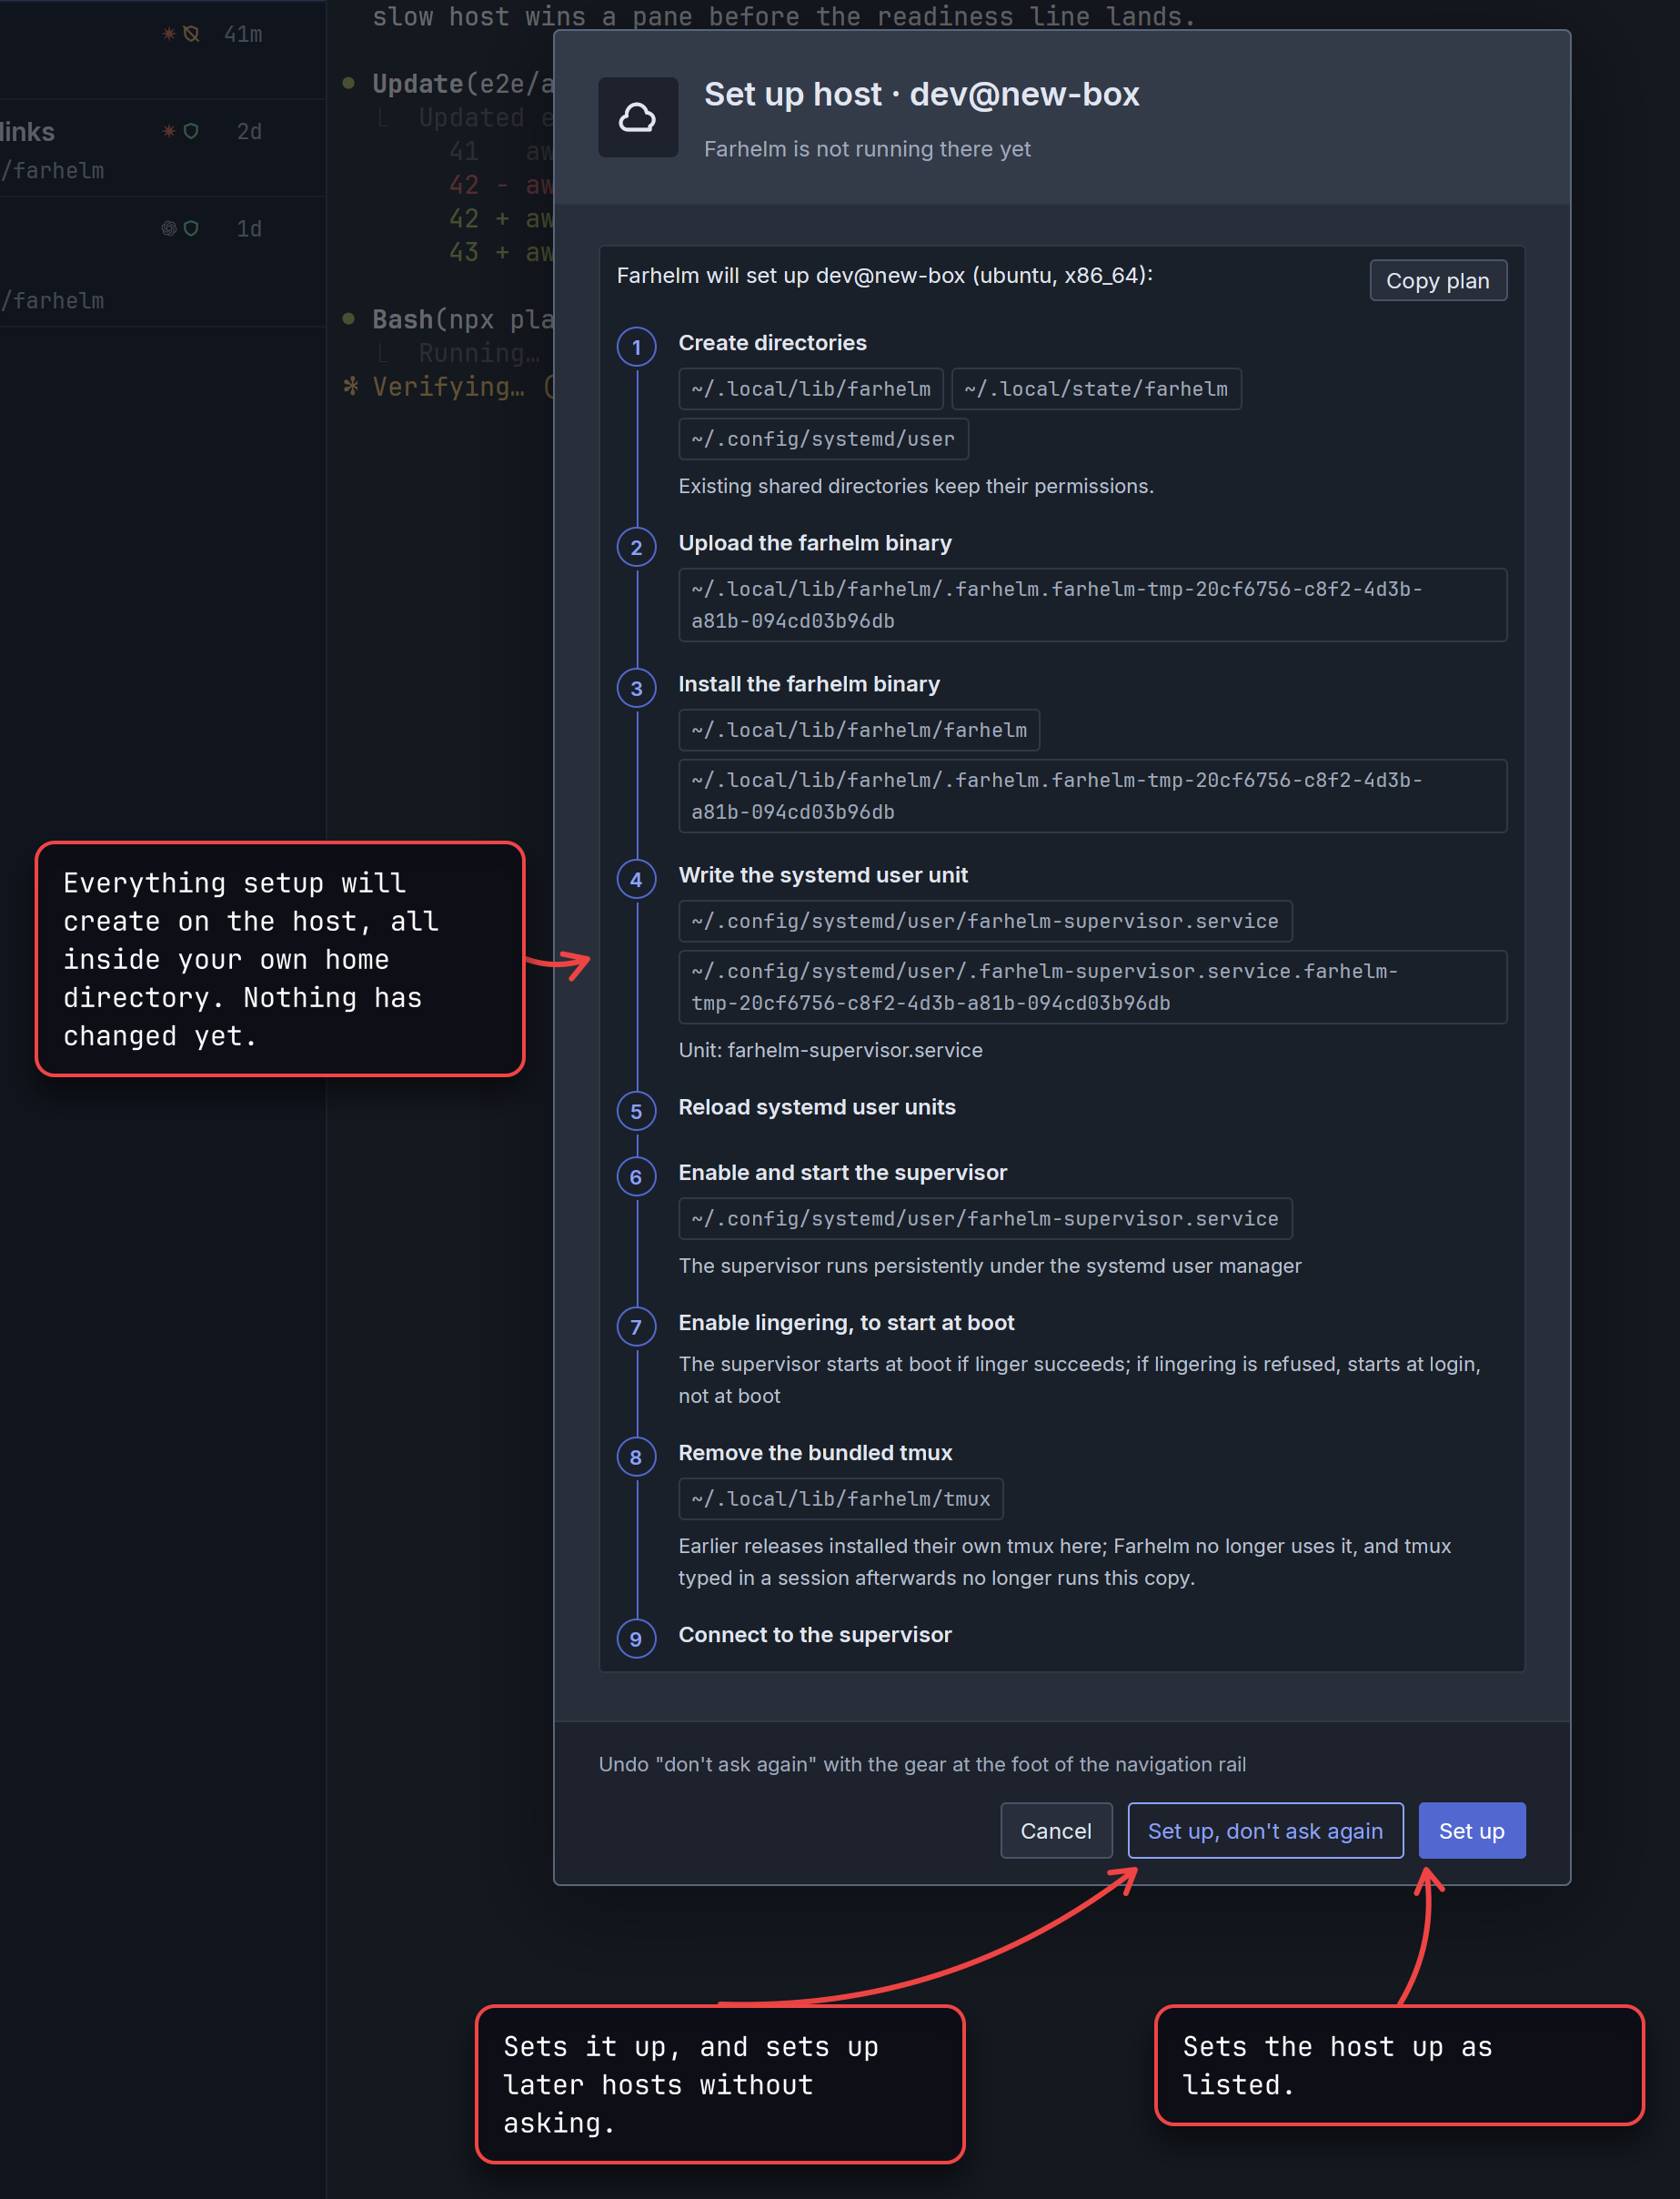 slow host wins a pane before the readiness line lands.
41m
Update(e2e/a
Updated e
41 aw
42 - aw
42 + aw
43 + aw
links
2d
/farhelm
1d
/farhelm
Bash(npx pla
Running…
Verifying… (
Set up host · dev@new-box
Farhelm is not running there yet
Farhelm will set up dev@new-box (ubuntu, x86_64):
Copy plan
1
Create directories
~/.local/lib/farhelm
~/.local/state/farhelm
~/.config/systemd/user
Existing shared directories keep their permissions.
2
Upload the farhelm binary
~/.local/lib/farhelm/.farhelm.farhelm-tmp-20cf6756-c8f2-4d3b-
a81b-094cd03b96db
3
Install the farhelm binary
~/.local/lib/farhelm/farhelm
~/.local/lib/farhelm/.farhelm.farhelm-tmp-20cf6756-c8f2-4d3b-
a81b-094cd03b96db
4
Write the systemd user unit
~/.config/systemd/user/farhelm-supervisor.service
~/.config/systemd/user/.farhelm-supervisor.service.farhelm-
tmp-20cf6756-c8f2-4d3b-a81b-094cd03b96db
Unit: farhelm-supervisor.service
5
Reload systemd user units
6
Enable and start the supervisor
~/.config/systemd/user/farhelm-supervisor.service
The supervisor runs persistently under the systemd user manager
7
Enable lingering, to start at boot
The supervisor starts at boot if linger succeeds; if lingering is refused, starts at login,
not at boot
8
Remove the bundled tmux
~/.local/lib/farhelm/tmux
Earlier releases installed their own tmux here; Farhelm no longer uses it, and tmux
typed in a session afterwards no longer runs this copy.
9
Connect to the supervisor
Undo "don't ask again" with the gear at the foot of the navigation rail
Cancel
Set up, don't ask again
Set up
Everything setup will
create on the host, all
inside your own home
directory. Nothing has
changed yet.
Sets it up, and sets up
later hosts without
asking.
Sets the host up as
listed.